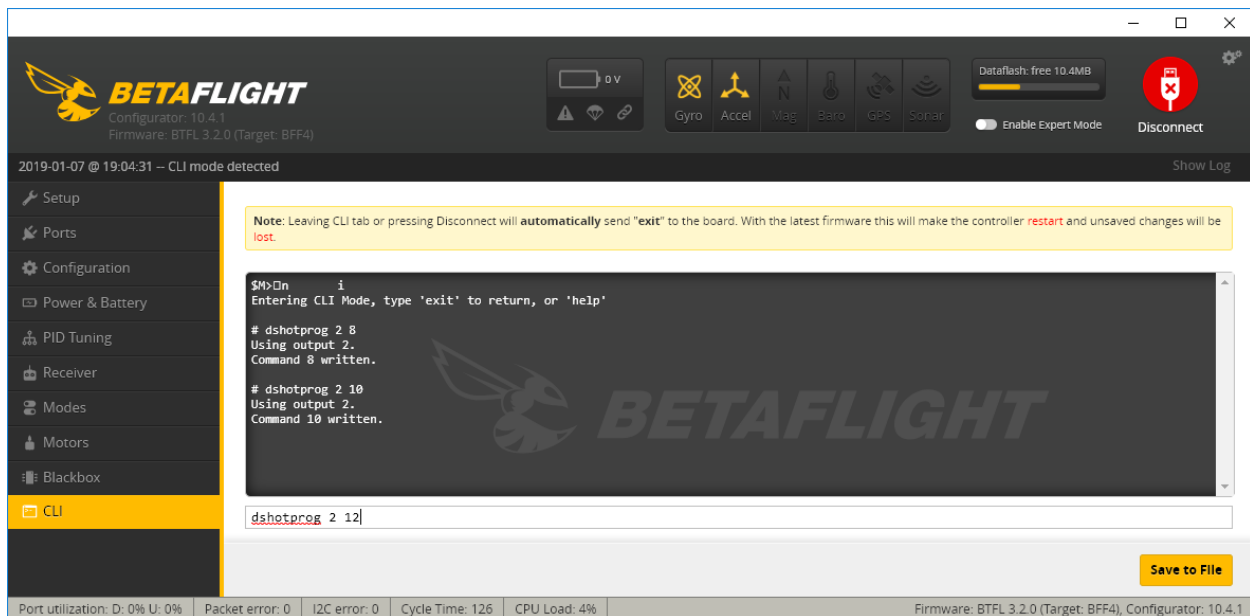 BETAFLIGHT
Configurator: 10.4.1
Firmware: BTFL 3.2.0 (Target: BFF4)
0 V
Gyro
Accel
Mag
Baro
GPS
Sonar
Dataflash: free 10.4MB
Enable Expert Mode
Disconnect
2019-01-07 @ 19:04:31 -- CLI mode detected
Show Log
Setup
Ports
Configuration
Power & Battery
PID Tuning
Receiver
Modes
Motors
Blackbox
CLI
Note: Leaving CLI tab or pressing Disconnect will automatically send "exit" to the board. With the latest firmware this will make the controller restart and unsaved changes will be
lost.
$M>□n i
Entering CLI Mode, type 'exit' to return, or 'help'
# dshotprog 2 8
Using output 2.
Command 8 written.
# dshotprog 2 10
Using output 2.
Command 10 written.
BETAFLIGHT
dshotprog 2 12
Save to File
Port utilization: D: 0% U: 0%
Packet error: 0
I2C error: 0
Cycle Time: 126
CPU Load: 4%
Firmware: BTFL 3.2.0 (Target: BFF4), Configurator: 10.4.1